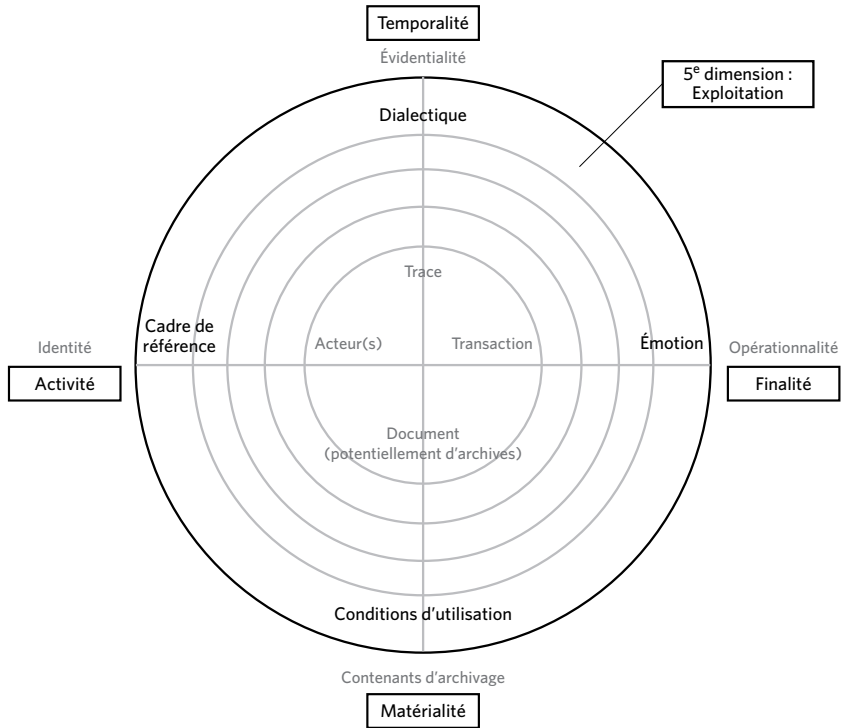 Temporalité
Évidentialité
5e dimension :
Exploitation
Dialectique
Trace
Cadre de
référence
Identité
Acteur(s)
Transaction
Émotion
Opérationnalité
Activité
Finalité
Document
(potentiellement d’archives)
Conditions d’utilisation
Contenants d’archivage
Matérialité